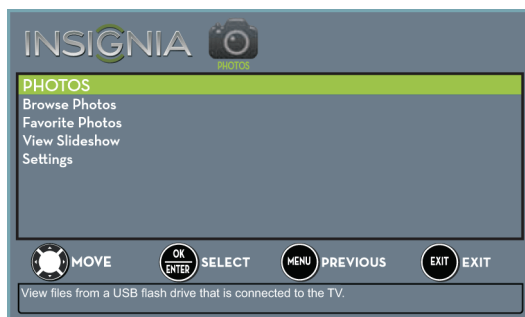 INSIGNIA
PHOTOS
PHOTOS
Browse Photos
Favorite Photos
View Slideshow
Settings
MOVE OK ENTER SELECT MENU PREVIOUS EXIT EXIT
View files from a USB flash drive that is connected to the TV.